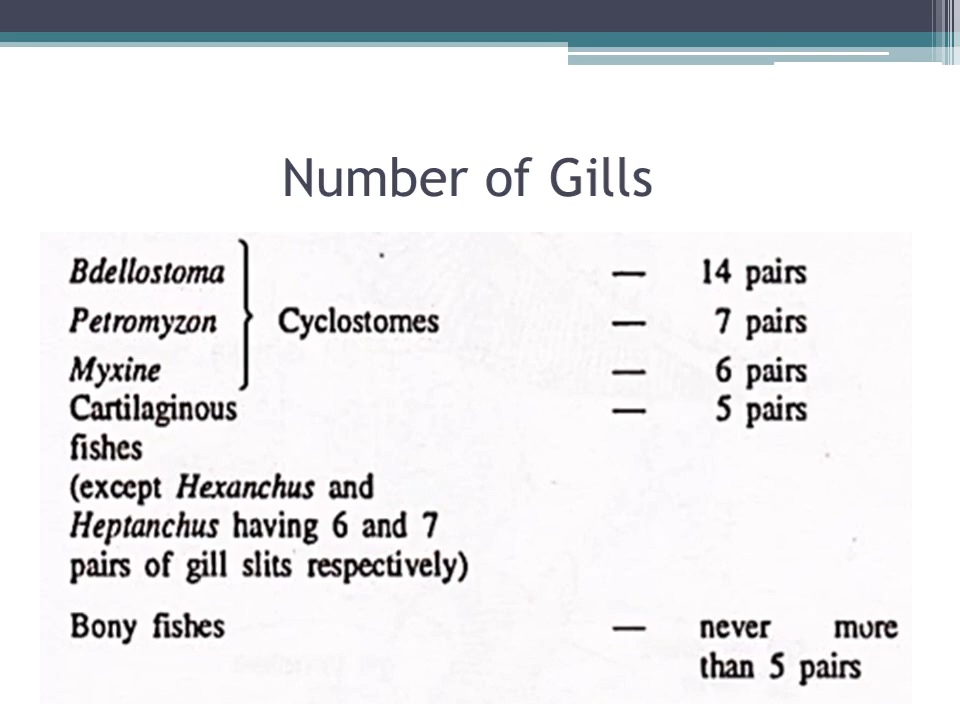 Number of Gills
Bdellostoma — 14 pairs
Petromyzon Cyclostomes — 7 pairs
Myxine — 6 pairs
Cartilaginous — 5 pairs
fishes
(except Hexanchus and
Heptanchus having 6 and 7
pairs of gill slits respectively)
Bony fishes — never more
than 5 pairs